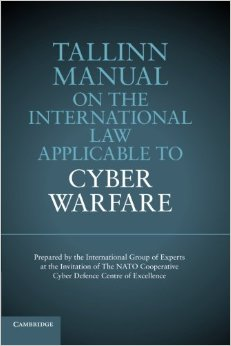 TALLINN
MANUAL
ON THE
INTERNATIONAL
LAW
APPLICABLE TO
CYBER
WARFARE
Prepared by the International Group of Experts
at the Invitation of The NATO Cooperative
Cyber Defence Centre of Excellence
CAMBRIDGE